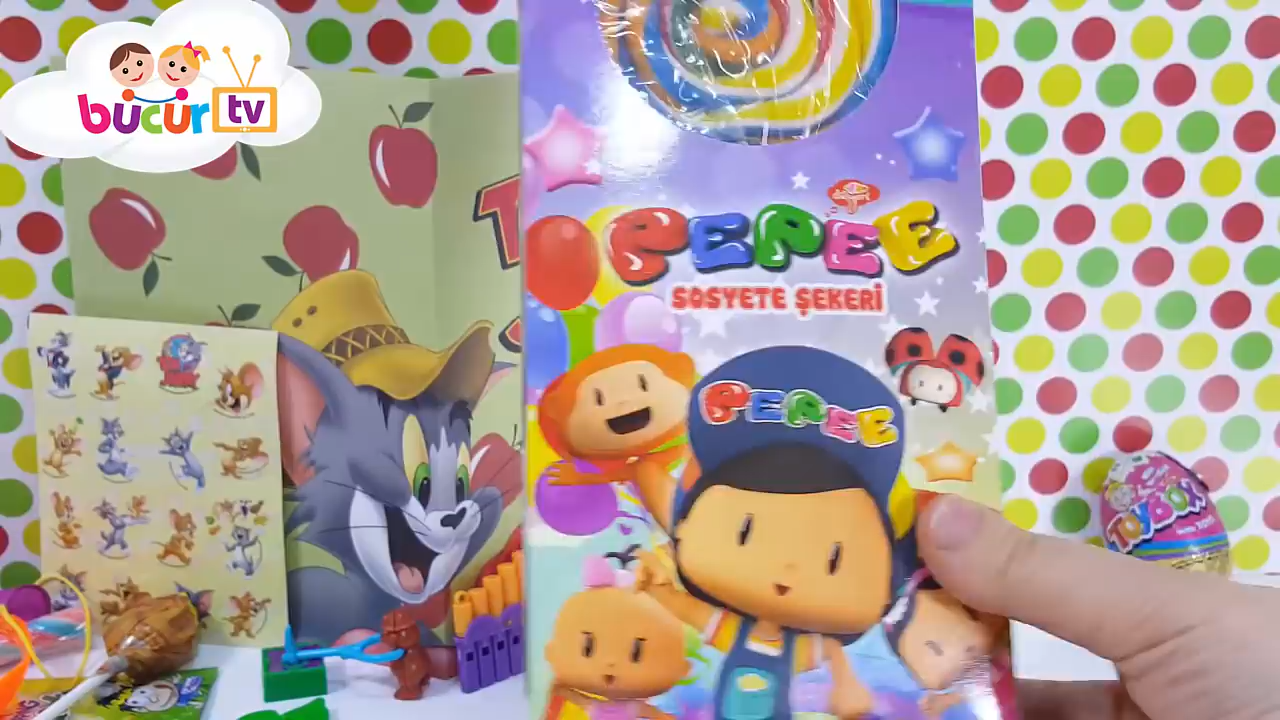 bucur tv
PEPEE
SOSYETE ŞEKERİ
PEPEE
TOYBOX